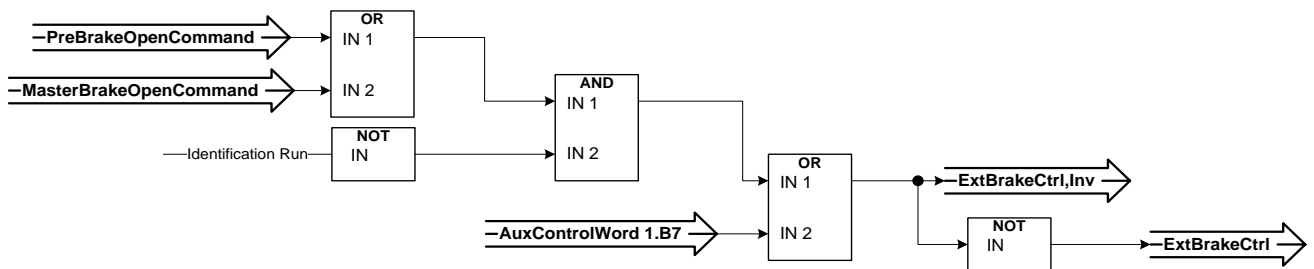 OR
PreBrakeOpenCommand
IN 1
MasterBrakeOpenCommand
IN 2
AND
IN 1
NOT
Identification Run
IN
IN 2
OR
IN 1
ExtBrakeCtrl,Inv
AuxControlWord 1.B7
IN 2
NOT
IN
ExtBrakeCtrl